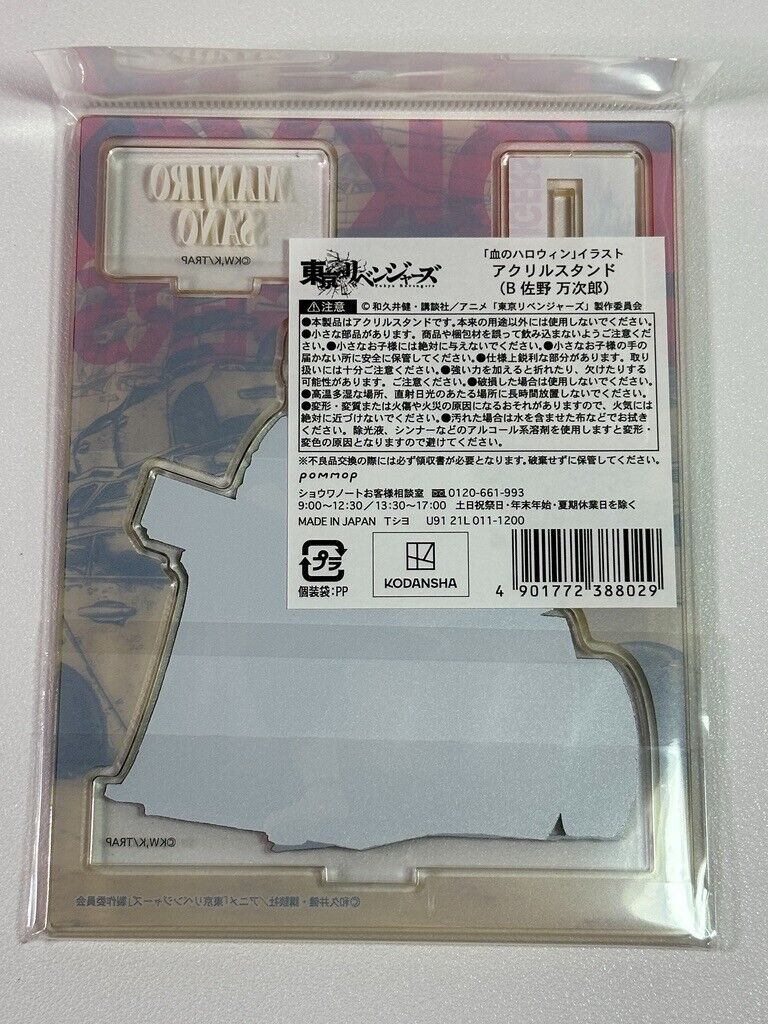 MANJIRO
SANO
©KW,K/TRAP
東京リベンジャーズ
Tokyo Revengers
「血のハロウィン」イラスト
アクリルスタンド
(B 佐野 万次郎)
注意 ©和久井健・講談社／アニメ「東京リベンジャーズ」製作委員会
●本製品はアクリルスタンドです。本来の用途以外には使用しないでください。
●小さな部品があります。商品や梱包材を誤って飲み込まないようご注意くだ
さい。●小さなお子様には絶対に与えないでください。●小さなお子様の手の
届かない所に安全に保管してください。●仕様上鋭利な部分があります。取り
扱いには十分ご注意ください。●強い力を加えると折れたり、欠けたりする
可能性があります。ご注意ください。●破損した場合は使用しないでください。
●高温多湿な場所、直射日光のあたる場所に長時間放置しないでください。
●変形・変質または火傷や火災の原因になるおそれがありますので、火気には
絶対に近づけないでください。●汚れた場合は水を含ませた布などでお拭き
ください。除光液、シンナーなどのアルコール系溶剤を使用しますと変形・
変色の原因となりますので避けてください。
※不良品交換の際には必ず領収書が必要となります。破棄せずに保管してください。
pommop
ショウワノートお客様相談室 0120-661-993
9:00〜12:30／13:30〜17:00 土日祝祭日・年末年始・夏期休業日を除く
MADE IN JAPAN Tシヨ U91 21L 011-1200
プラ
個装袋:PP
KODANSHA
4 901772 388029
©KW,K/TRAP
©和久井健・講談社／アニメ「東京リベンジャーズ」製作委員会